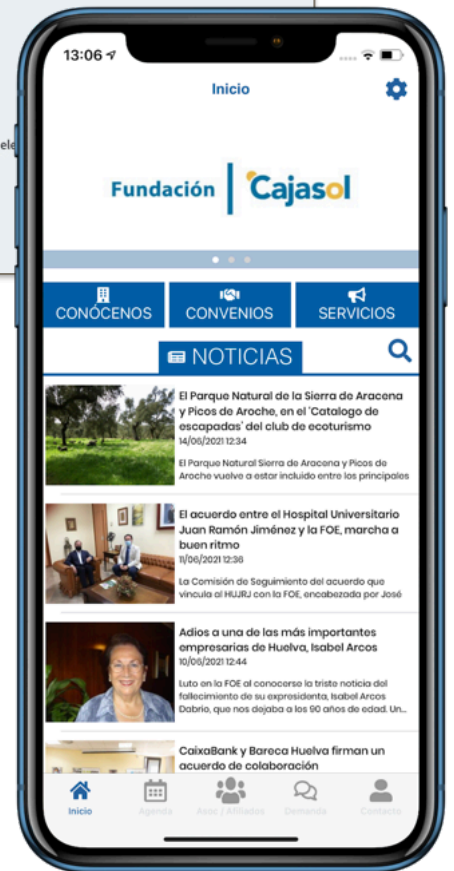 13:06
Inicio
ele
Fundación Cajasol
CONÓCENOS
CONVENIOS
SERVICIOS
NOTICIAS
El Parque Natural de la Sierra de Aracena
y Picos de Aroche, en el 'Catalogo de
escapadas' del club de ecoturismo
14/06/2021 12:34
El Parque Natural Sierra de Aracena y Picos de
Aroche vuelve a estar incluido entre los principales
El acuerdo entre el Hospital Universitario
Juan Ramón Jiménez y la FOE, marcha a
buen ritmo
11/06/2021 12:36
La Comisión de Seguimiento del acuerdo que
vincula al HUJRJ con la FOE, encabezada por José
Adios a una de las más importantes
empresarias de Huelva, Isabel Arcos
10/06/2021 12:44
Luto en la FOE al conocerse la triste noticia del
fallecimiento de su expresidenta, Isabel Arcos
Dabrio, que nos dejaba a los 90 años de edad. Un...
CaixaBank y Bareca Huelva firman un
acuerdo de colaboración
Inicio
Agenda
Asoc / Afiliados
Demanda
Contacto